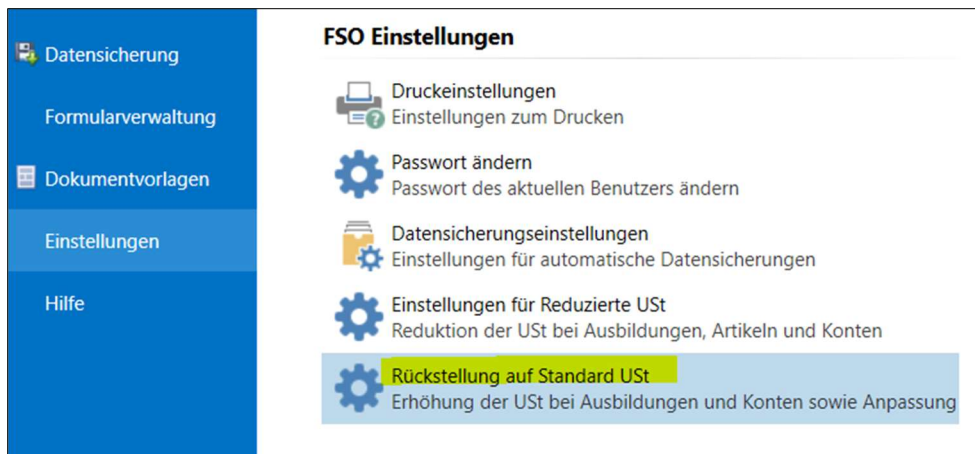 Datensicherung
Formularverwaltung
Dokumentvorlagen
Einstellungen
Hilfe
FSO Einstellungen
Druckeinstellungen
Einstellungen zum Drucken
Passwort ändern
Passwort des aktuellen Benutzers ändern
Datensicherungseinstellungen
Einstellungen für automatische Datensicherungen
Einstellungen für Reduzierte USt
Reduktion der USt bei Ausbildungen, Artikeln und Konten
Rückstellung auf Standard USt
Erhöhung der USt bei Ausbildungen und Konten sowie Anpassung